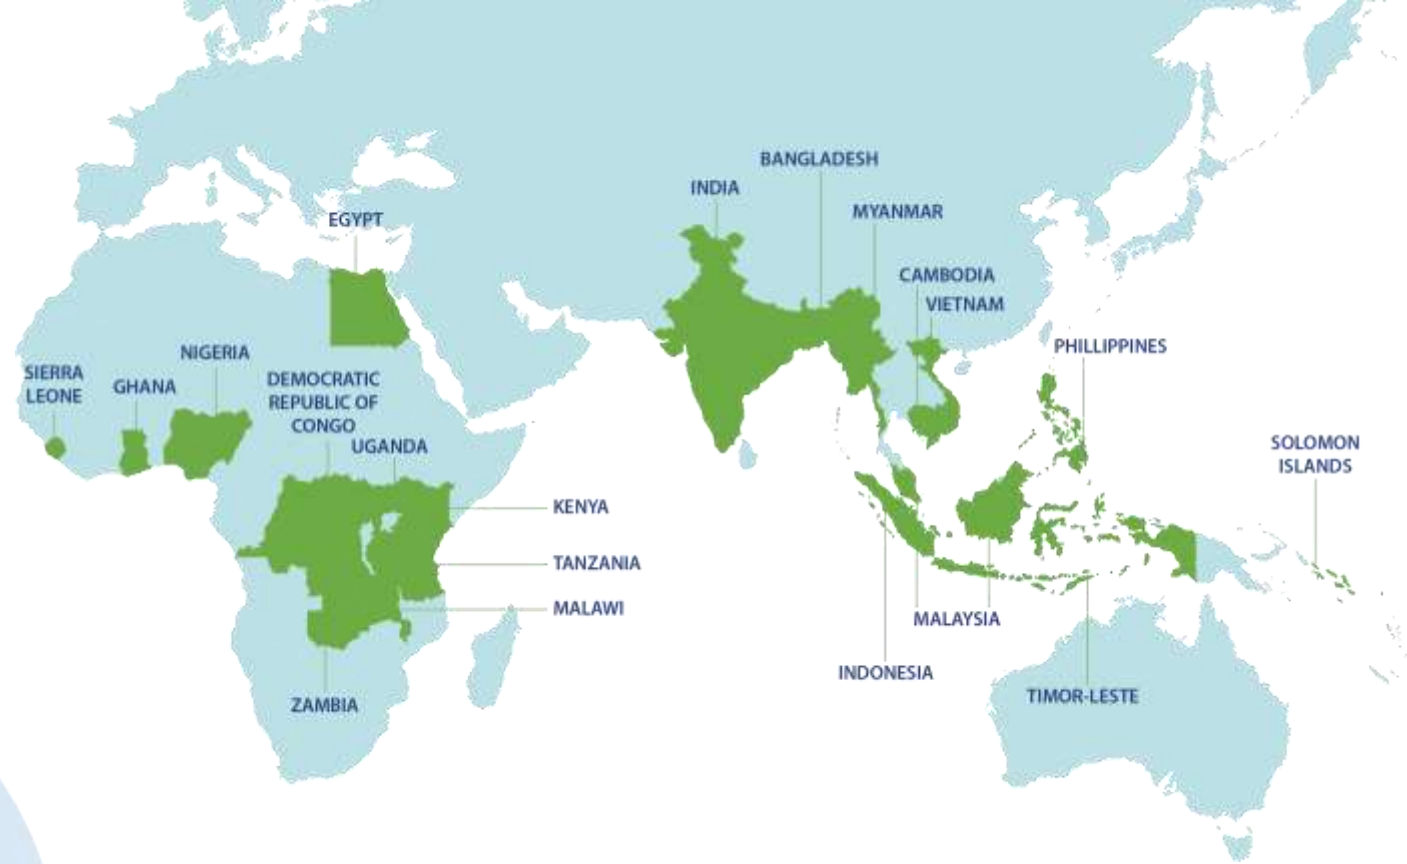 BANGLADESH
INDIA
MYANMAR
EGYPT
CAMBODIA
VIETNAM
PHILLIPPINES
NIGERIA
SIERRA
LEONE
GHANA
DEMOCRATIC
REPUBLIC OF
CONGO
UGANDA
SOLOMON
ISLANDS
KENYA
TANZANIA
MALAWI
MALAYSIA
INDONESIA
TIMOR-LESTE
ZAMBIA